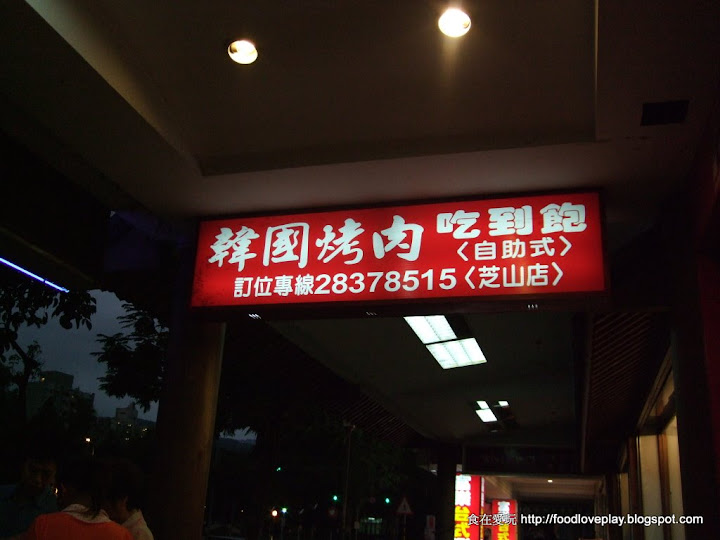 韓國烤肉 吃到飽
〈自助式〉
訂位專線28378515〈芝山店〉
食在愛玩 http://foodloveplay.blogspot.com